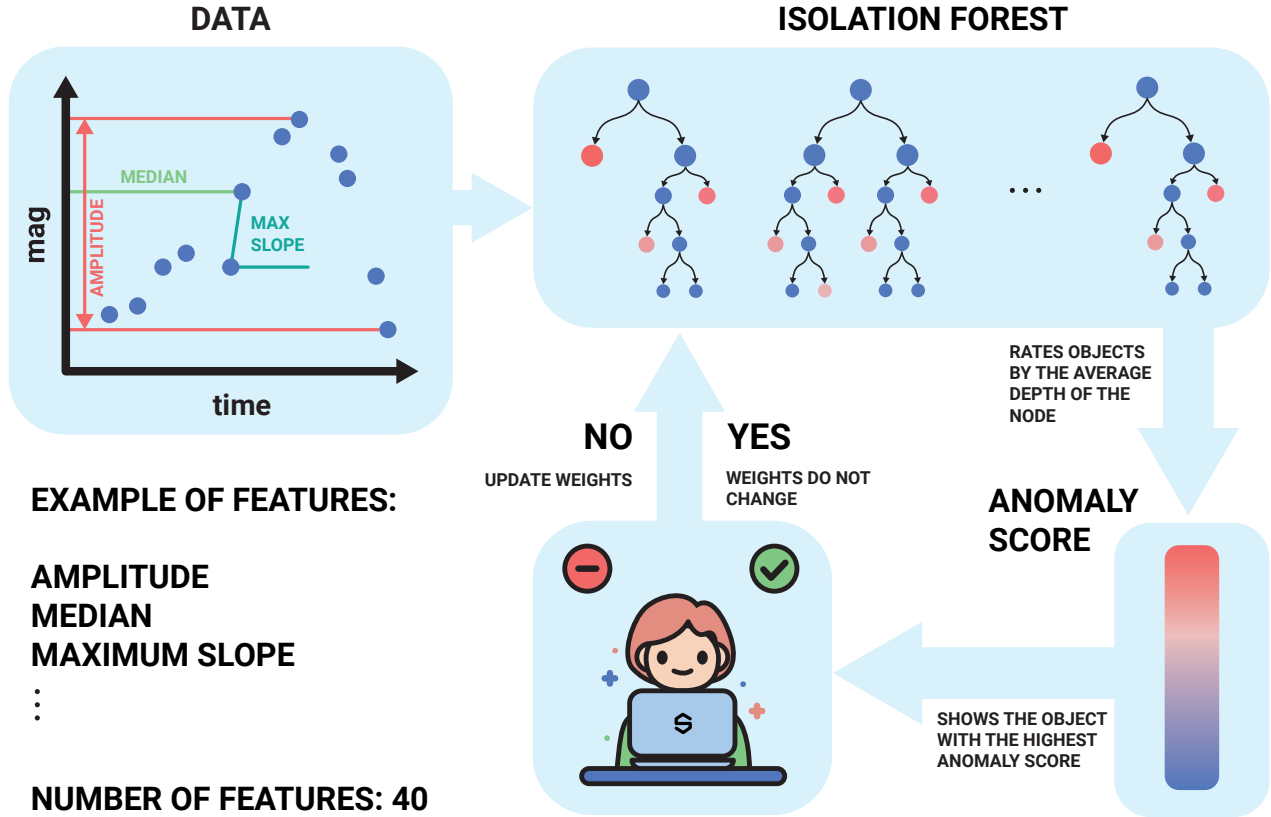 DATA
ISOLATION FOREST
mag
AMPLITUDE
MEDIAN
MAX
SLOPE
time
...
RATES OBJECTS
BY THE AVERAGE
DEPTH OF THE
NODE
NO
YES
UPDATE WEIGHTS
WEIGHTS DO NOT
CHANGE
EXAMPLE OF FEATURES:
AMPLITUDE
MEDIAN
MAXIMUM SLOPE
⋮
NUMBER OF FEATURES: 40
ANOMALY
SCORE
SHOWS THE OBJECT
WITH THE HIGHEST
ANOMALY SCORE